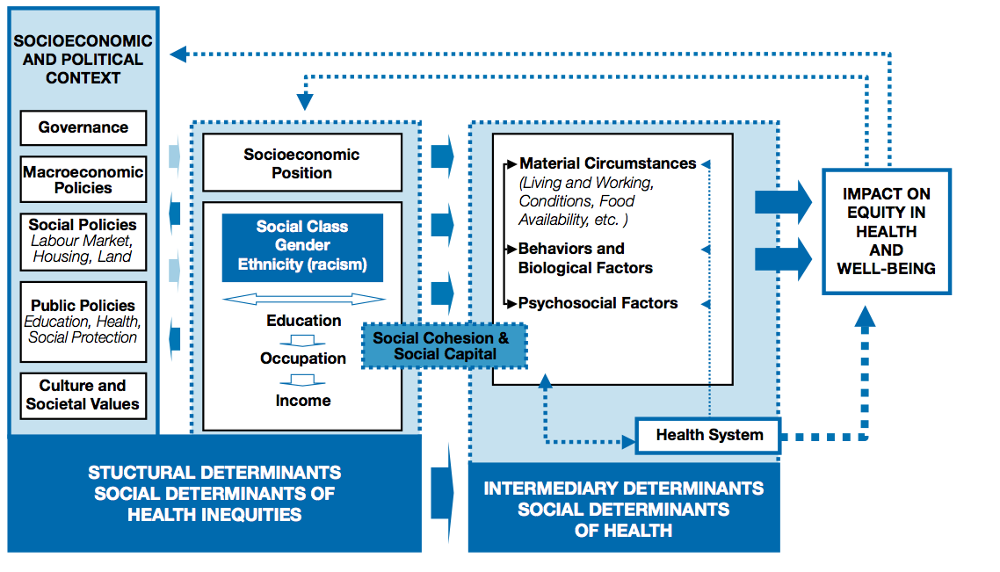 SOCIOECONOMIC
AND POLITICAL
CONTEXT
Governance
Macroeconomic
Policies
Social Policies
Labour Market,
Housing, Land
Public Policies
Education, Health,
Social Protection
Culture and
Societal Values
Socioeconomic
Position
Social Class
Gender
Ethnicity (racism)
Education
Occupation
Income
Social Cohesion &
Social Capital
Material Circumstances
(Living and Working,
Conditions, Food
Availability, etc. )
Behaviors and
Biological Factors
Psychosocial Factors
Health System
IMPACT ON
EQUITY IN
HEALTH
AND
WELL-BEING
STUCTURAL DETERMINANTS
SOCIAL DETERMINANTS OF
HEALTH INEQUITIES
INTERMEDIARY DETERMINANTS
SOCIAL DETERMINANTS
OF HEALTH